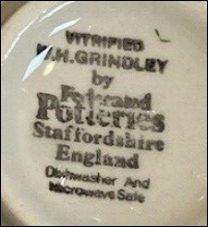 VITRIFIED
W.H.GRINDLEY
by
Federated
Potteries
Staffordshire
England
Dishwasher And
Microwave Safe